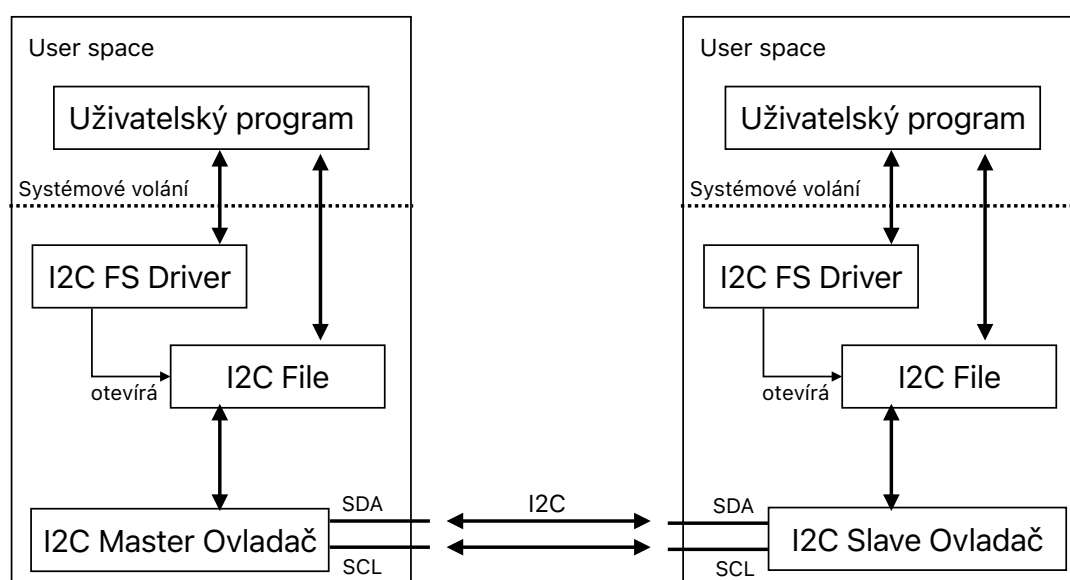 User space
Uživatelský program
Systémové volání
I2C FS Driver
otevírá
I2C File
I2C Master Ovladač
SDA
SCL
I2C
User space
Uživatelský program
Systémové volání
I2C FS Driver
otevírá
I2C File
SDA
SCL
I2C Slave Ovladač